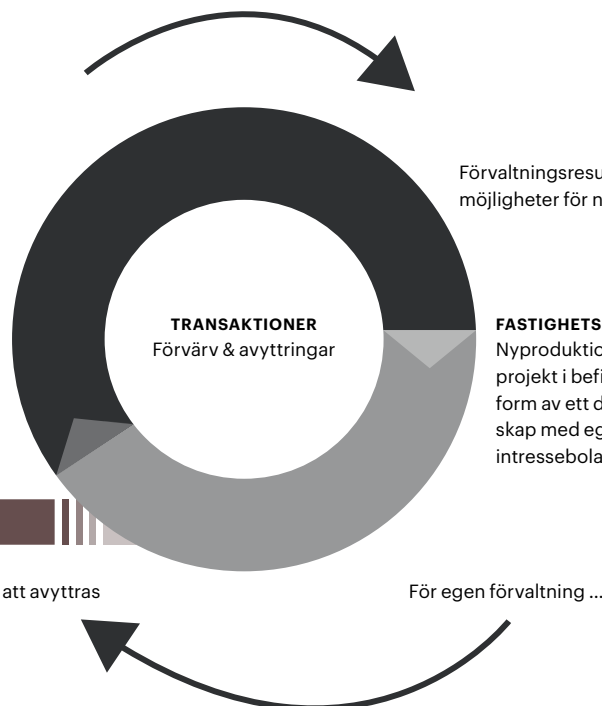 Förvaltningsresu
möjligheter för n
TRANSAKTIONER
Förvärv & avyttringar
FASTIGHETS
Nyproduktio
projekt i befi
form av ett d
skap med eg
intressebola
att avyttras
För egen förvaltning ...